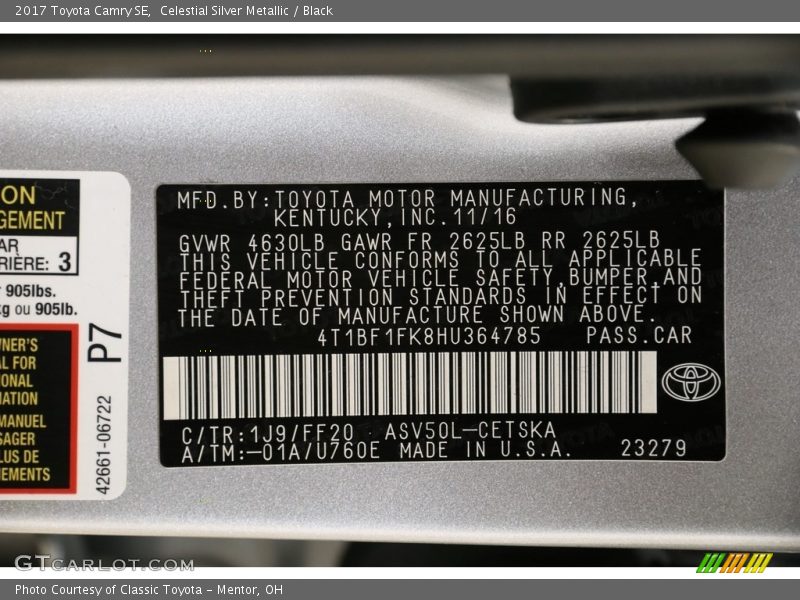 2017 Toyota Camry SE, Celestial Silver Metallic / Black
ON
GEMENT
AR
RIÈRE: 3
r 905lbs.
kg ou 905lb.
WNER'S
AL FOR
IONAL
MATION
MANUEL
SAGER
LUS DE
NEMENTS
P7
42661-06722
MFD.BY:TOYOTA MOTOR MANUFACTURING,
KENTUCKY,INC.11/16
GVWR 4630LB GAWR FR 2625LB RR 2625LB
THIS VEHICLE CONFORMS TO ALL APPLICABLE
FEDERAL MOTOR VEHICLE SAFETY,BUMPER,AND
THEFT PREVENTION STANDARDS IN EFFECT ON
THE DATE OF MANUFACTURE SHOWN ABOVE.
4T1BF1FK8HU364785 PASS.CAR
C/TR:1J9/FF20 ASV50L-CETSKA
A/TM:-01A/U760E MADE IN U.S.A. 23279
GTCARLOT.COM
Photo Courtesy of Classic Toyota - Mentor, OH